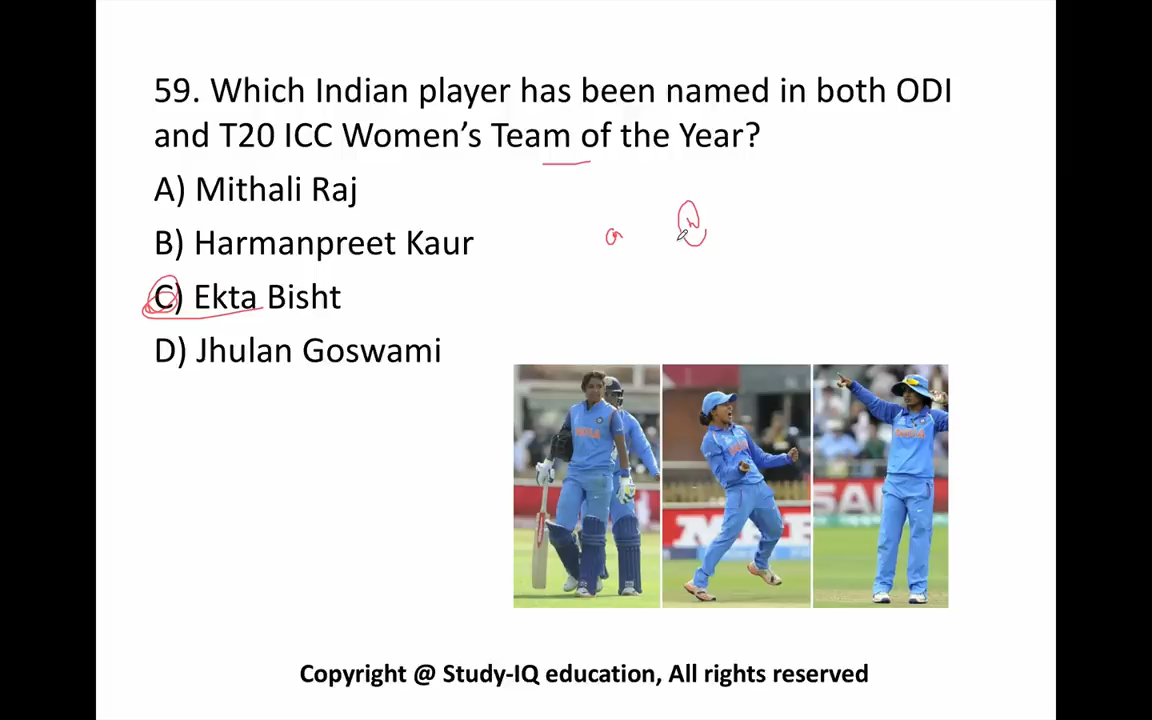 59. Which Indian player has been named in both ODI
and T20 ICC Women's Team of the Year?
A) Mithali Raj
B) Harmanpreet Kaur
C) Ekta Bisht
D) Jhulan Goswami
Copyright @ Study-IQ education, All rights reserved